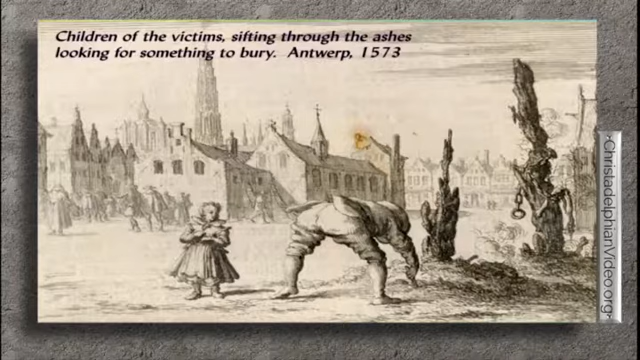 Children of the victims, sifting through the ashes
looking for something to bury. Antwerp, 1573
ChristadelphianVideo.org